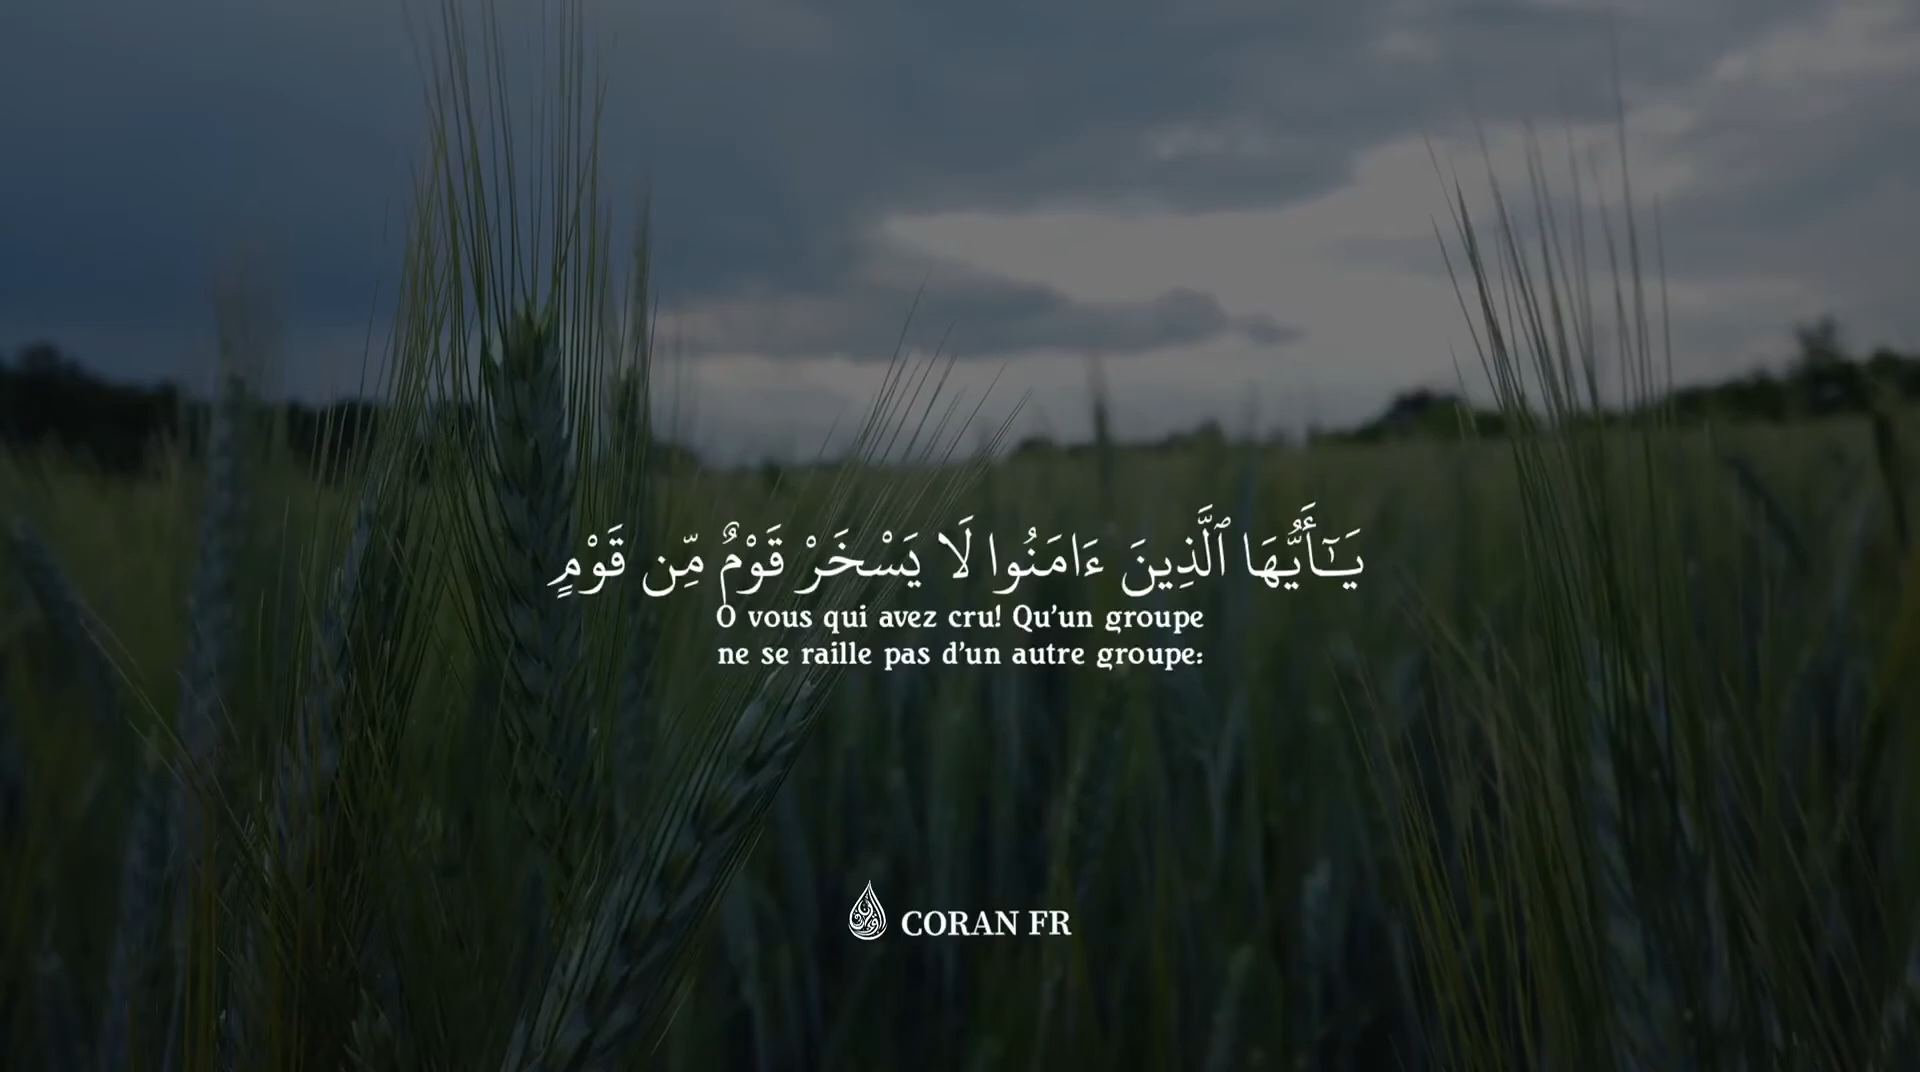 يَـٰٓأَيُّهَا ٱلَّذِينَ ءَامَنُوا لَا يَسْخَرْ قَوْمٌ مِّن قَوْمٍ
O vous qui avez cru! Qu’un groupe
ne se raille pas d’un autre groupe:
CORAN FR